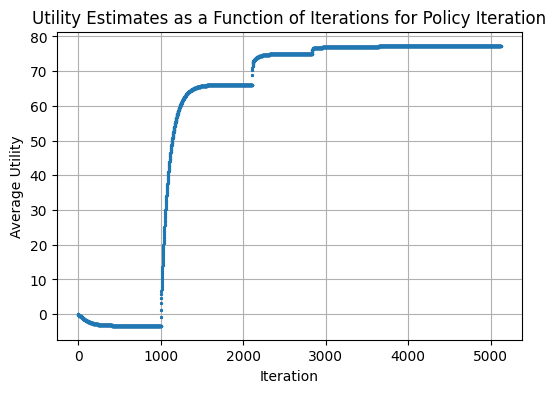 Utility Estimates as a Function of Iterations for Policy Iteration
80
70
60
50
40
30
20
10
0
Average Utility
0 1000 2000 3000 4000 5000
Iteration